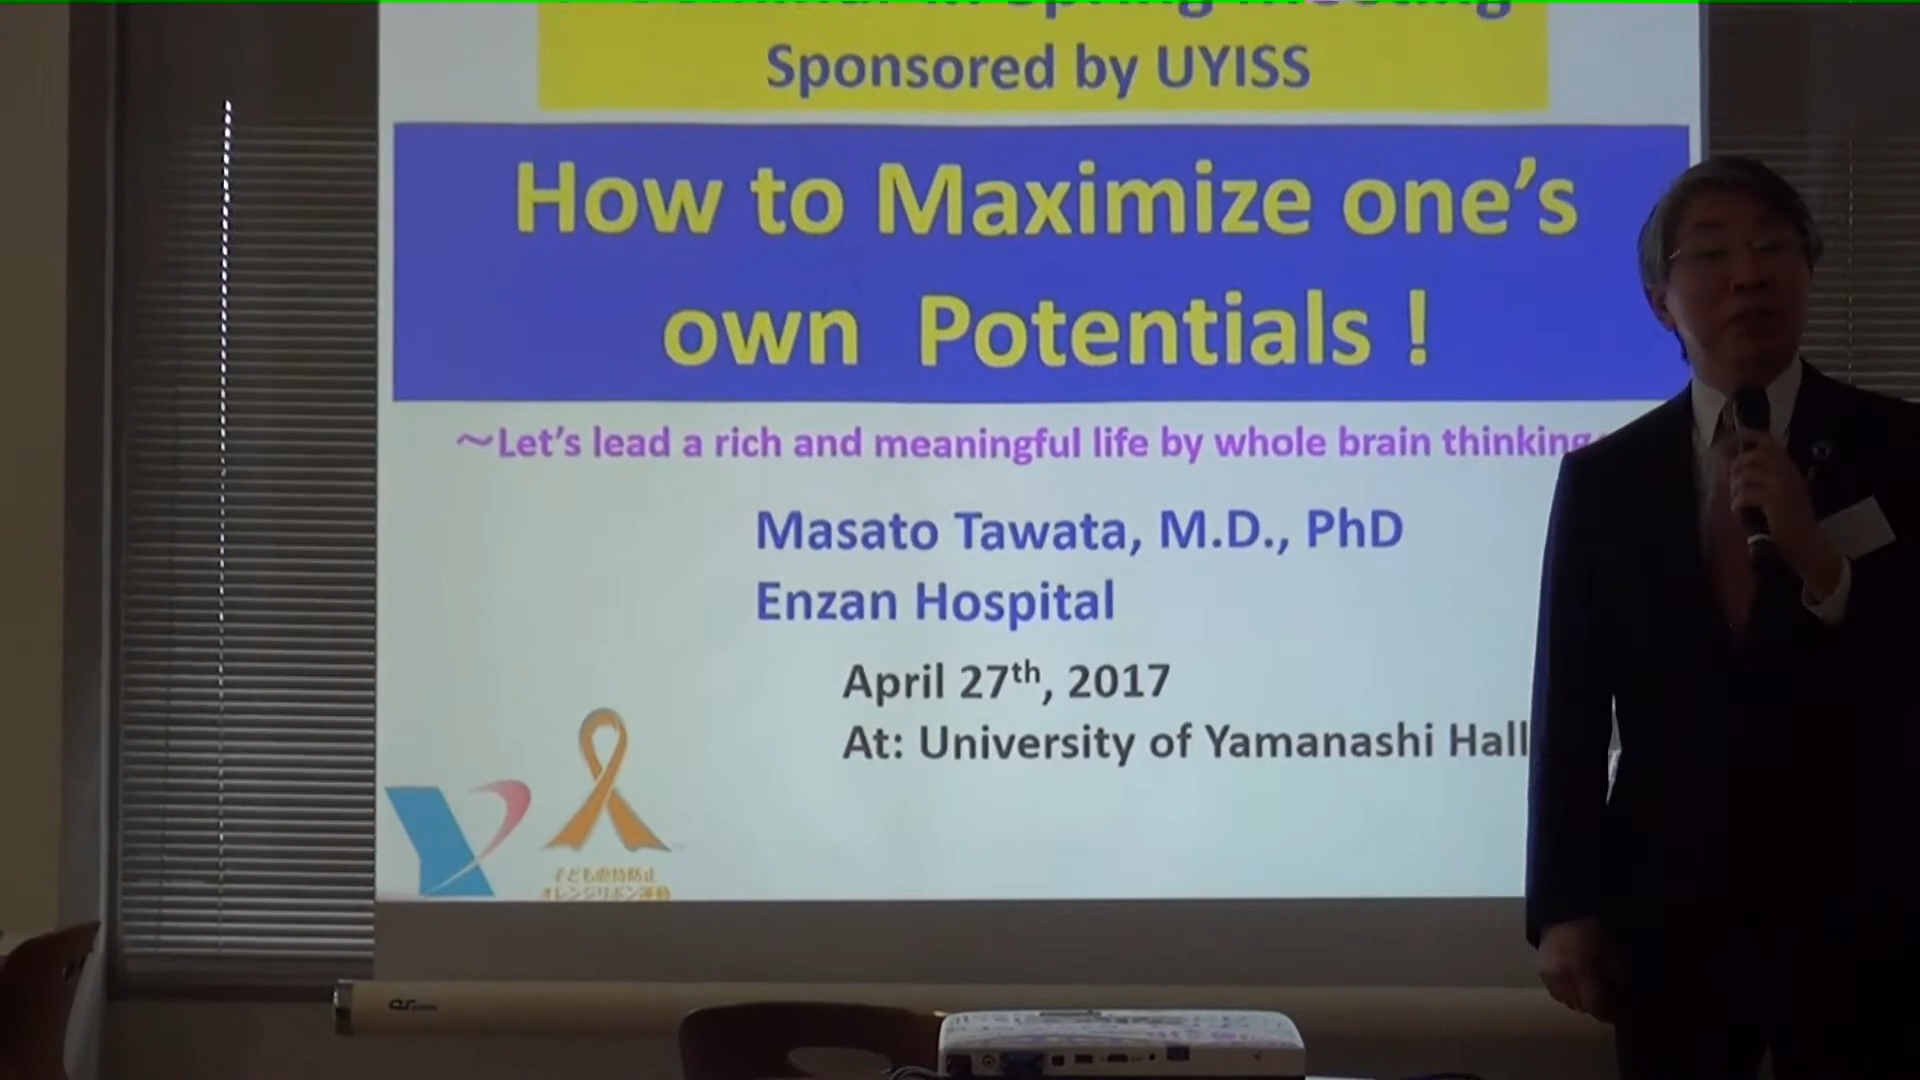 Sponsored by UYISS
How to Maximize one’s
own Potentials !
～Let’s lead a rich and meaningful life by whole brain thinking
Masato Tawata, M.D., PhD
Enzan Hospital
April 27th, 2017
At: University of Yamanashi Hall
子ども虐待防止
オレンジリボン運動